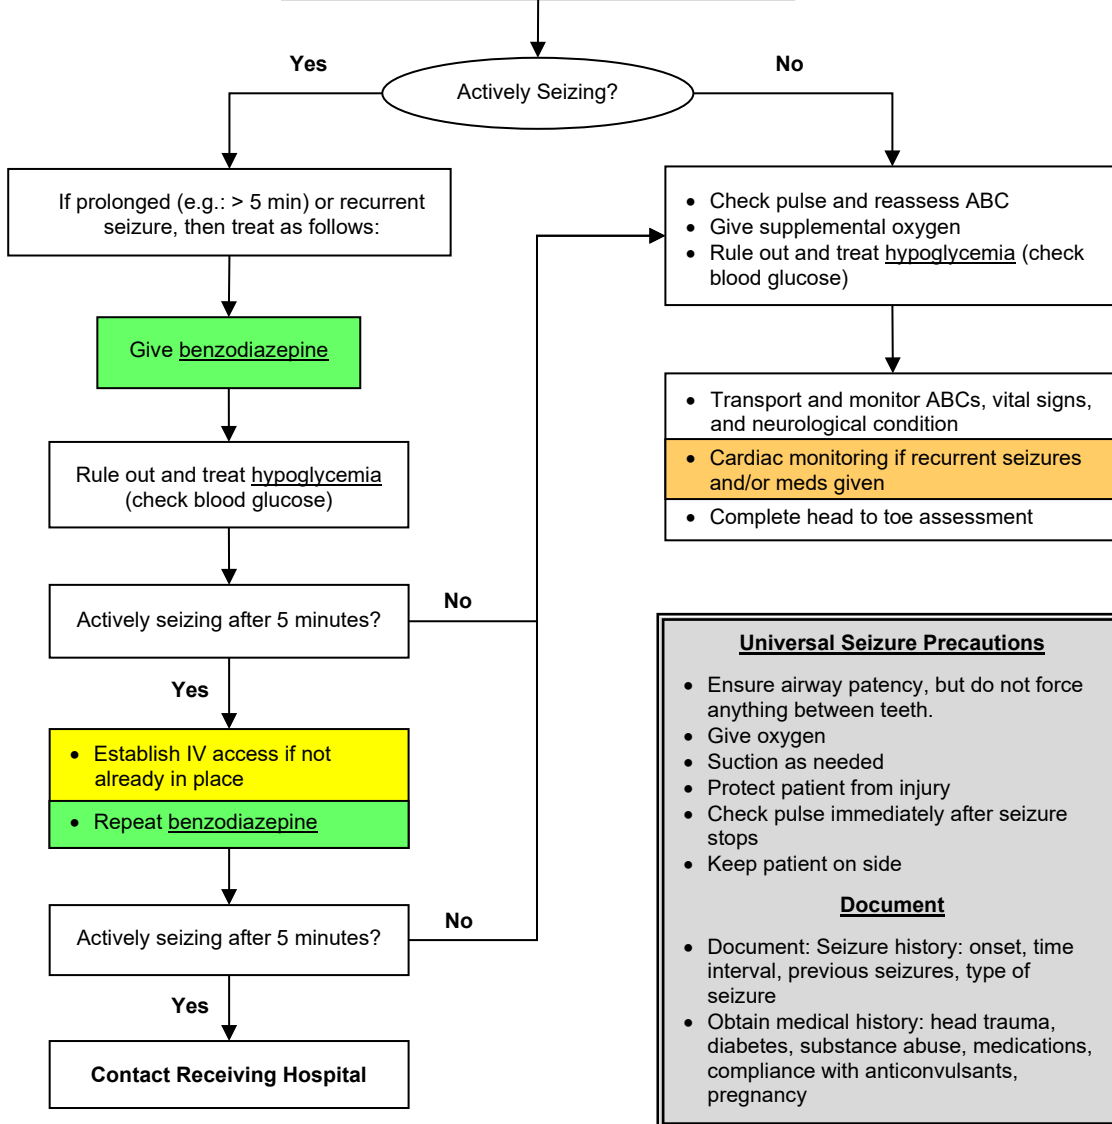 Yes
No
Actively Seizing?
If prolonged (e.g.: > 5 min) or recurrent
seizure, then treat as follows:
Give benzodiazepine
Rule out and treat hypoglycemia
(check blood glucose)
Actively seizing after 5 minutes?
No
Yes
• Establish IV access if not
already in place
• Repeat benzodiazepine
Actively seizing after 5 minutes?
No
Yes
Contact Receiving Hospital
• Check pulse and reassess ABC
• Give supplemental oxygen
• Rule out and treat hypoglycemia (check
blood glucose)
• Transport and monitor ABCs, vital signs,
and neurological condition
• Cardiac monitoring if recurrent seizures
and/or meds given
• Complete head to toe assessment
Universal Seizure Precautions
• Ensure airway patency, but do not force
anything between teeth.
• Give oxygen
• Suction as needed
• Protect patient from injury
• Check pulse immediately after seizure
stops
• Keep patient on side
Document
• Document: Seizure history: onset, time
interval, previous seizures, type of
seizure
• Obtain medical history: head trauma,
diabetes, substance abuse, medications,
compliance with anticonvulsants,
pregnancy